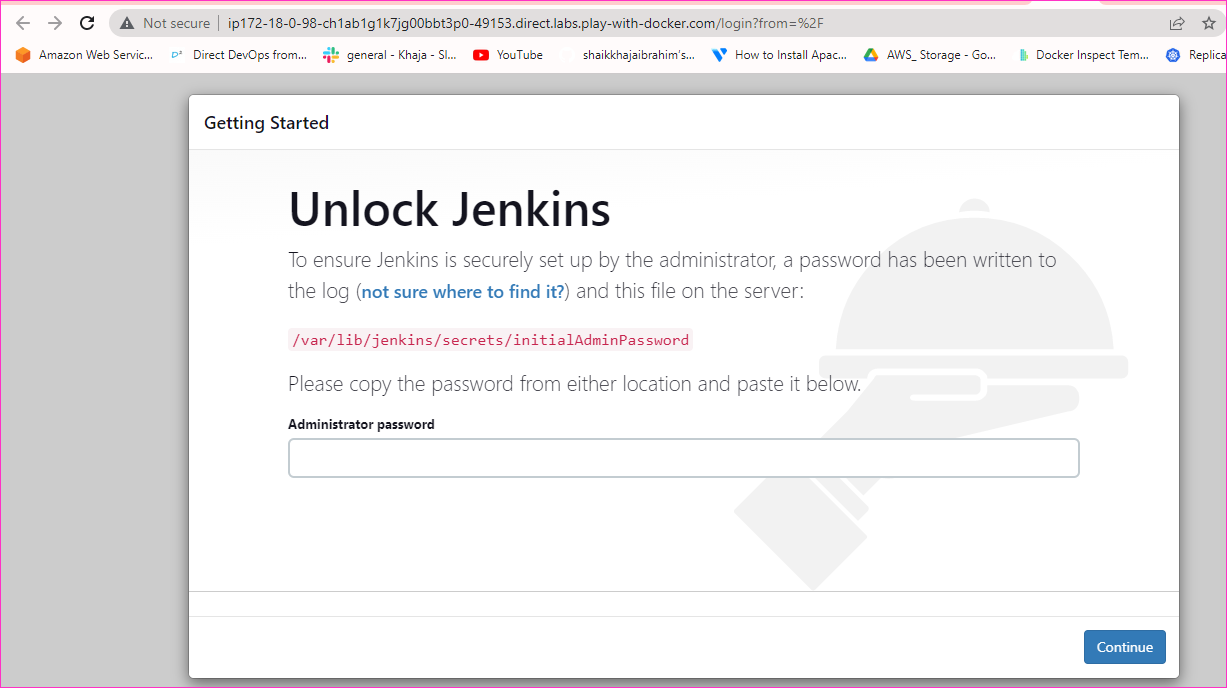 Not secure | ip172-18-0-98-ch1ab1g1k7jg00bbt3p0-49153.direct.labs.play-with-docker.com/login?from=%2F
Amazon Web Servic... Direct DevOps from... general - Khaja - Sl... YouTube shaikkhajaibrahim's... How to Install Apac... AWS_ Storage - Go... Docker Inspect Tem... Replica
Getting Started
Unlock Jenkins
To ensure Jenkins is securely set up by the administrator, a password has been written to
the log (not sure where to find it?) and this file on the server:
/var/lib/jenkins/secrets/initialAdminPassword
Please copy the password from either location and paste it below.
Administrator password
Continue